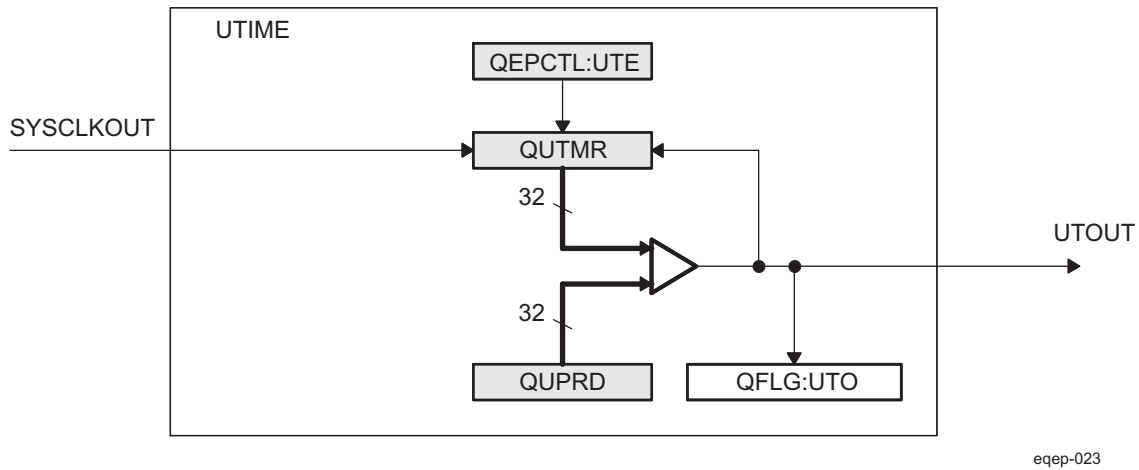 UTIME
QEPCTL:UTE
SYSCLKOUT
QUTMR
32
UTOUT
32
QUPRD
QFLG:UTO
eqep-023